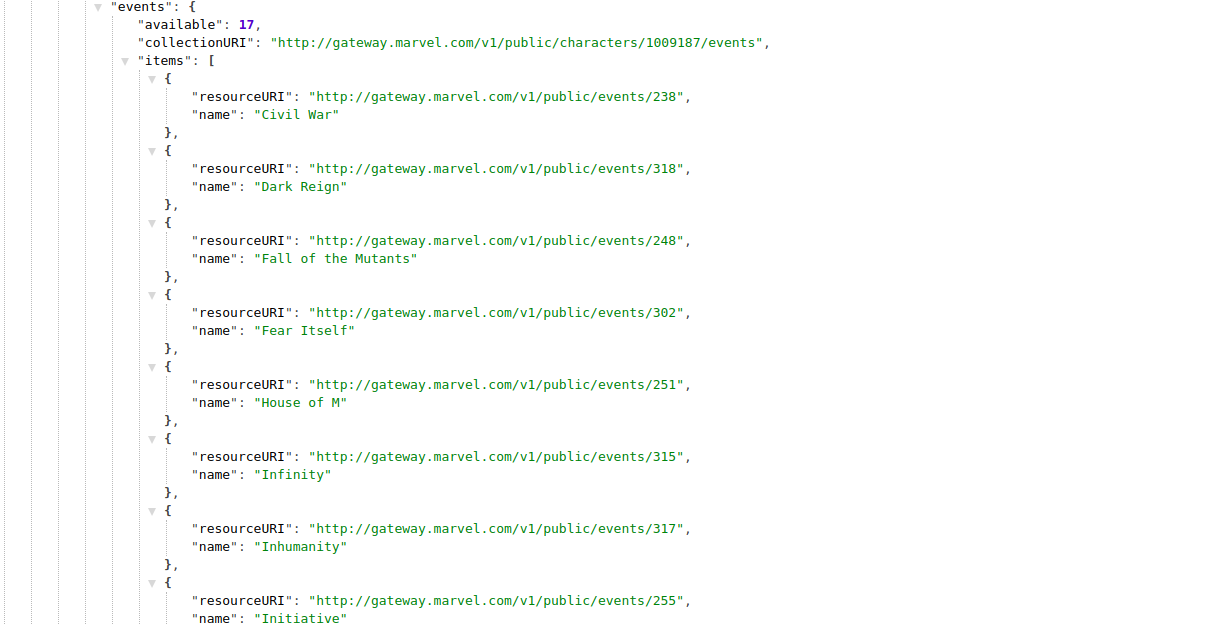 "events": {
"available": 17,
"collectionURI": "http://gateway.marvel.com/v1/public/characters/1009187/events",
"items": [
{
"resourceURI": "http://gateway.marvel.com/v1/public/events/238",
"name": "Civil War"
},
{
"resourceURI": "http://gateway.marvel.com/v1/public/events/318",
"name": "Dark Reign"
},
{
"resourceURI": "http://gateway.marvel.com/v1/public/events/248",
"name": "Fall of the Mutants"
},
{
"resourceURI": "http://gateway.marvel.com/v1/public/events/302",
"name": "Fear Itself"
},
{
"resourceURI": "http://gateway.marvel.com/v1/public/events/251",
"name": "House of M"
},
{
"resourceURI": "http://gateway.marvel.com/v1/public/events/315",
"name": "Infinity"
},
{
"resourceURI": "http://gateway.marvel.com/v1/public/events/317",
"name": "Inhumanity"
},
{
"resourceURI": "http://gateway.marvel.com/v1/public/events/255",
"name": "Initiative"